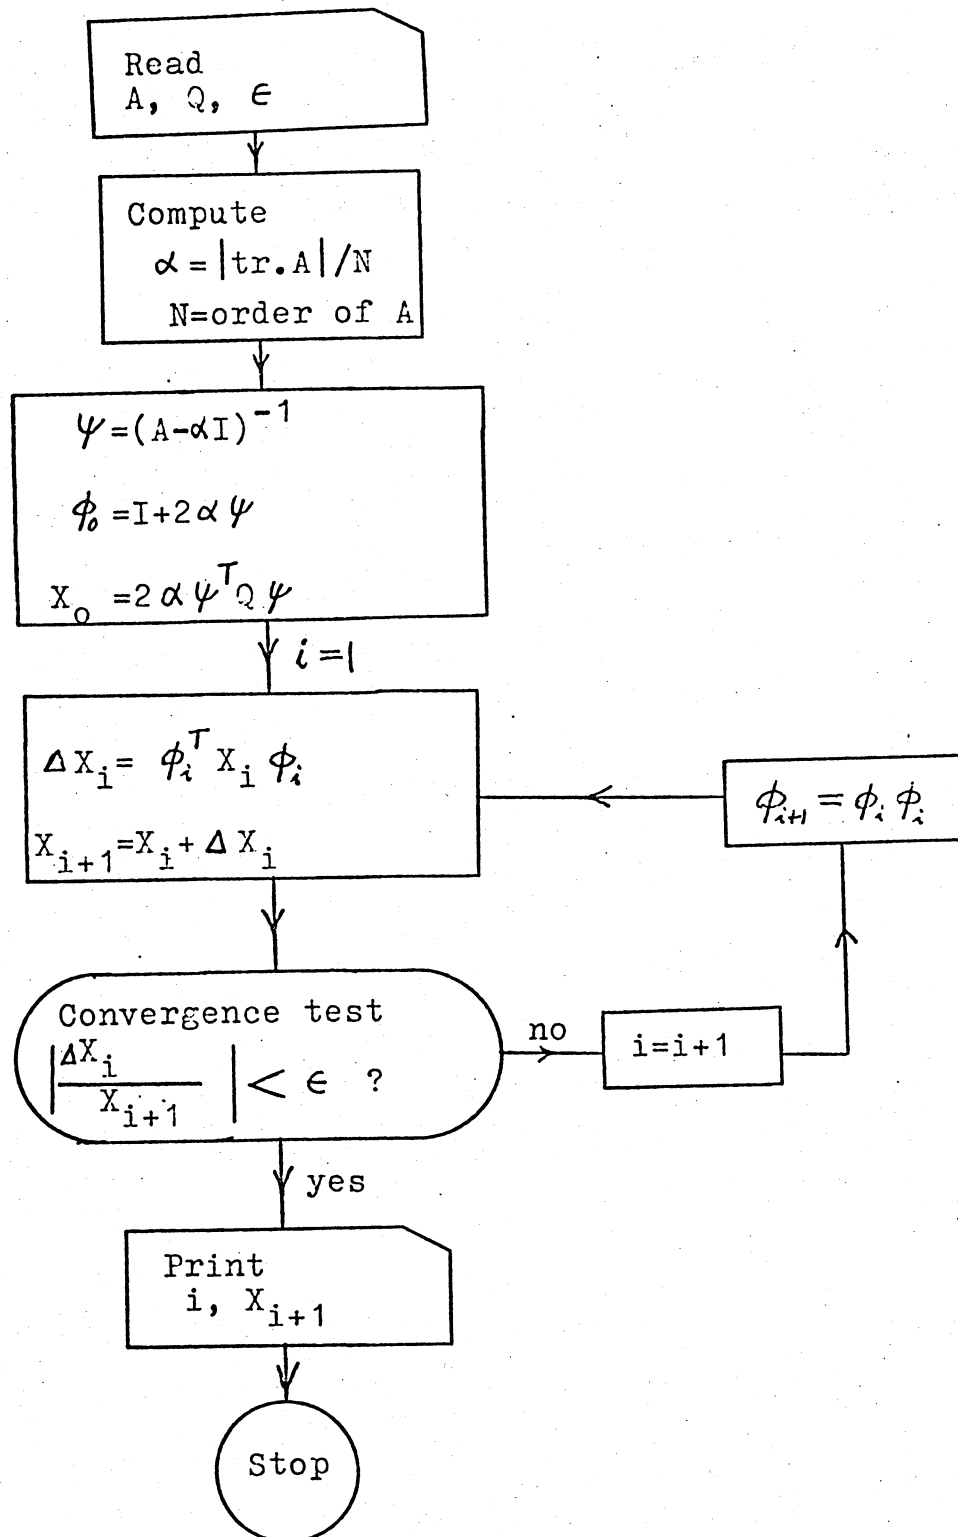 Read
A, Q, ϵ
Compute
α = |tr.A|/N
N=order of A
ψ=(A-αI)⁻¹
ϕ₀ =I+2αψ
X₀ =2αψᵀQψ
i=1
ΔXᵢ= ϕᵢᵀ Xᵢ ϕᵢ
Xᵢ₊₁=Xᵢ+ΔXᵢ
ϕᵢ₊₁ = ϕᵢ ϕᵢ
Convergence test
|ΔXᵢ/Xᵢ₊₁| < ϵ ?
no
i=i+1
yes
Print
i, Xᵢ₊₁
Stop